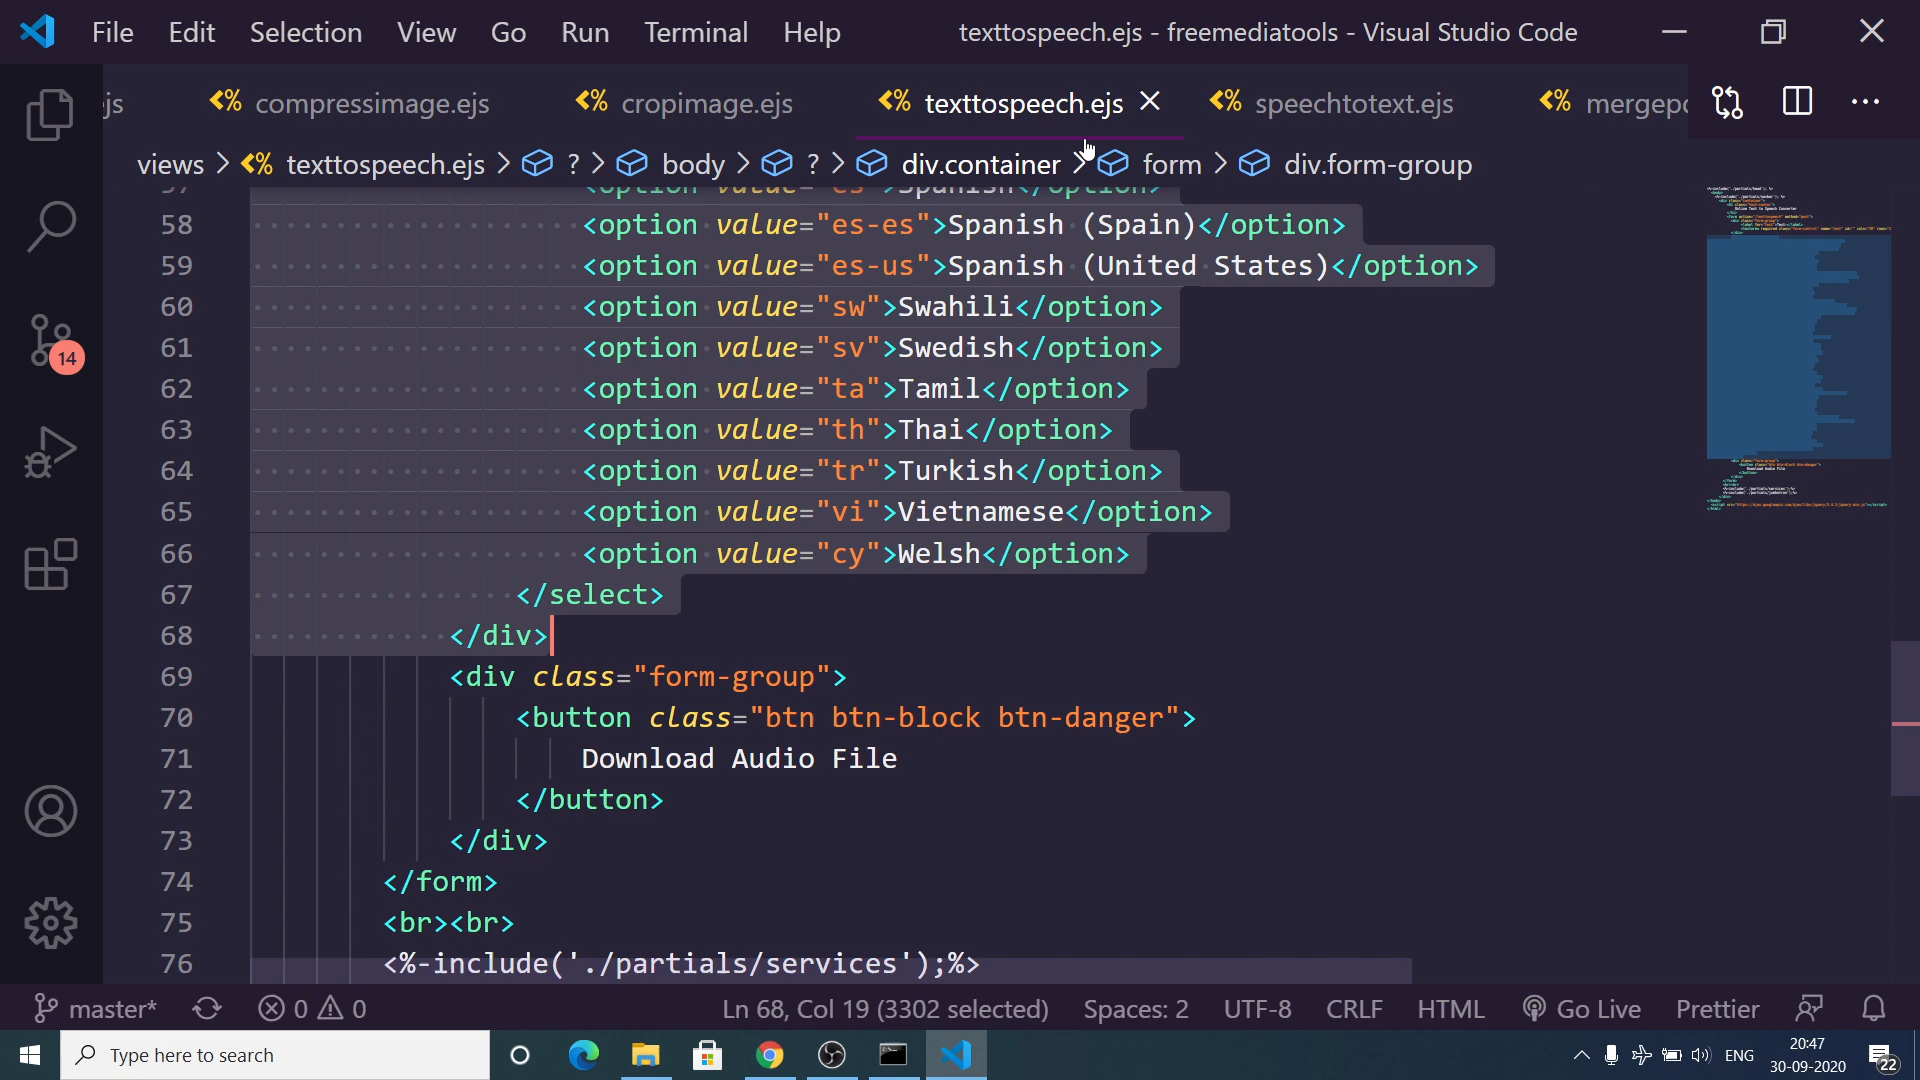 File Edit Selection View Go Run Terminal Help texttospeech.ejs - freemediatools - Visual Studio Code
js compressimage.ejs cropimage.ejs texttospeech.ejs speechtotext.ejs
views > texttospeech.ejs > ? > body > ? > div.container > form > div.form-group
58 <option value="es-es">Spanish (Spain)</option>
59 <option value="es-us">Spanish (United States)</option>
60 <option value="sw">Swahili</option>
61 <option value="sv">Swedish</option>
62 <option value="ta">Tamil</option>
63 <option value="th">Thai</option>
64 <option value="tr">Turkish</option>
65 <option value="vi">Vietnamese</option>
66 <option value="cy">Welsh</option>
67 </select>
68 </div>
69 <div class="form-group">
70 <button class="btn btn-block btn-danger">
71 Download Audio File
72 </button>
73 </div>
74 </form>
75 <br><br>
76 <%-include('./partials/services');%>
14
master* 0 0 Ln 68, Col 19 (3302 selected) Spaces: 2 UTF-8 CRLF HTML Go Live Prettier
Type here to search ENG 20:47
30-09-2020 22